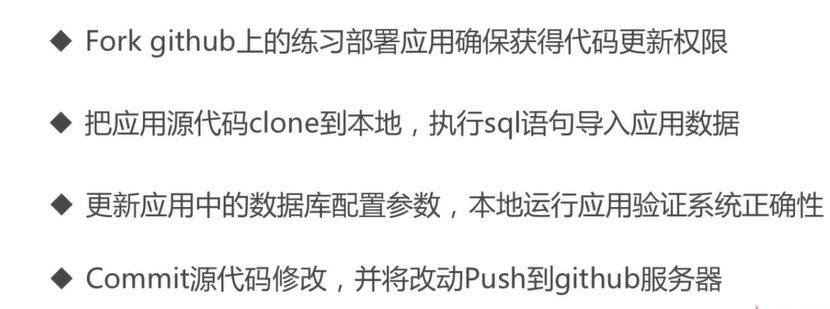 ◆ Fork github上的练习部署应用确保获得代码更新权限
◆ 把应用源代码clone到本地，执行sql语句导入应用数据
◆ 更新应用中的数据库配置参数，本地运行应用验证系统正确性
◆ Commit源代码修改，并将改动Push到github服务器